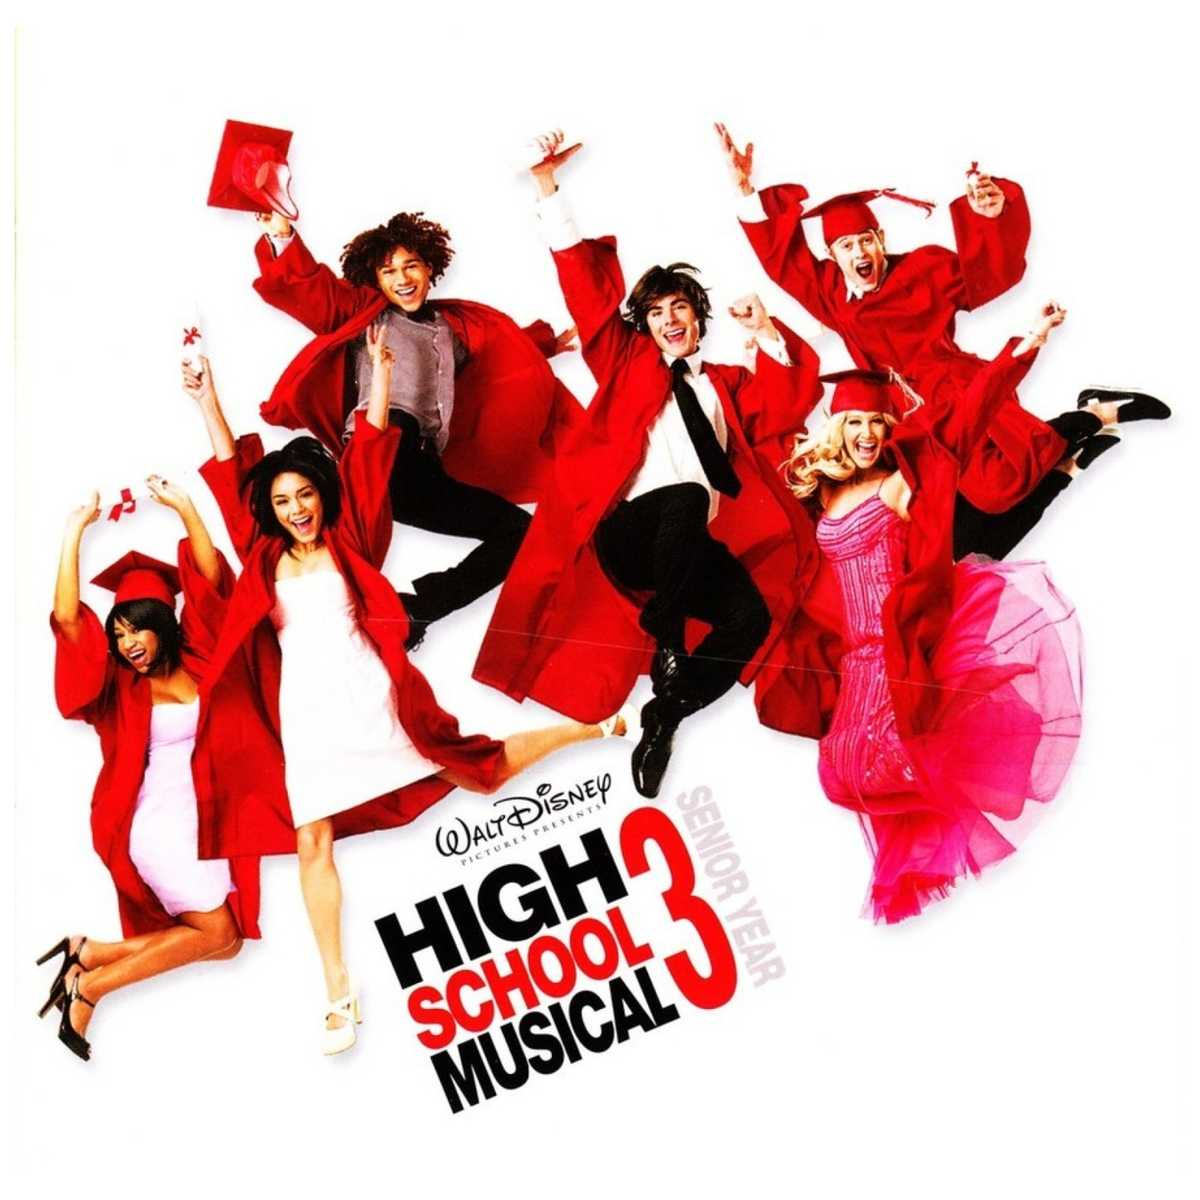 WALT DISNEY
PICTURES PRESENTS
HIGH
SCHOOL
MUSICAL
3
SENIOR YEAR